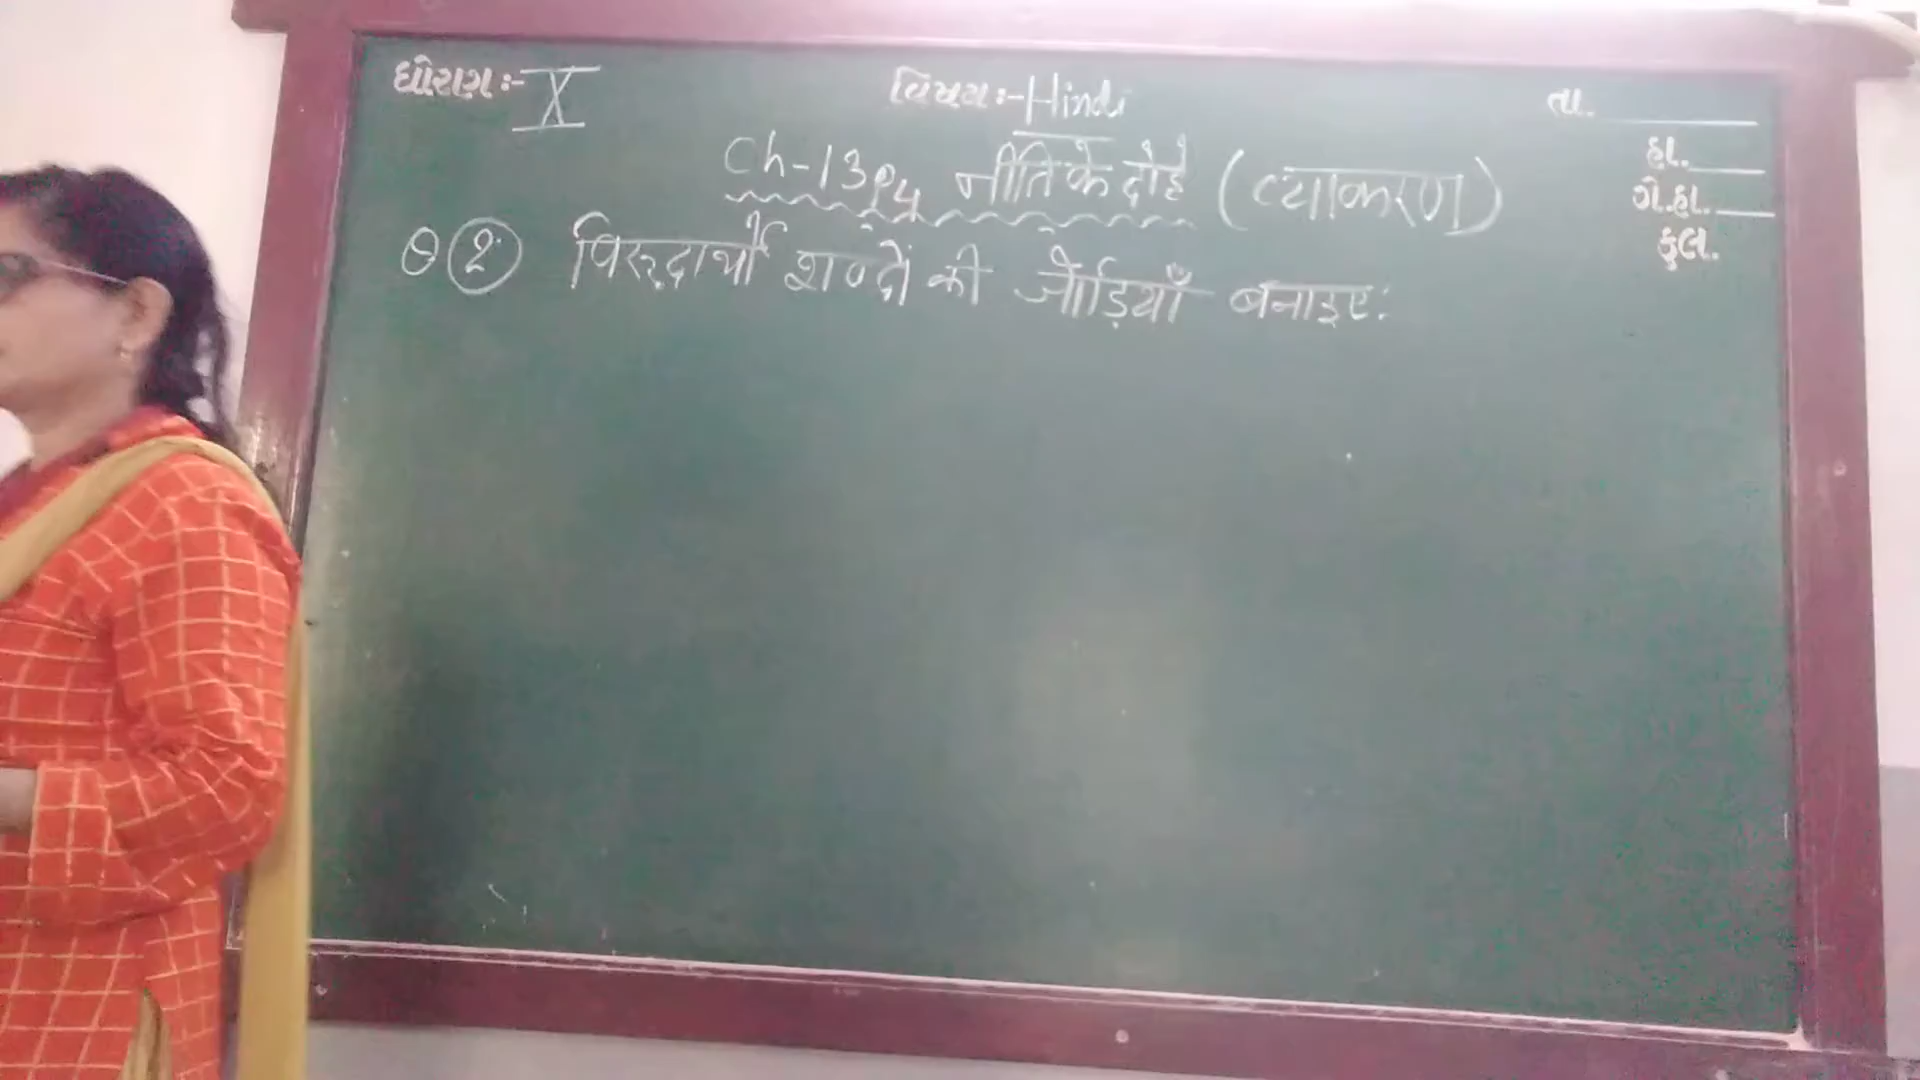 ધોરણ :- X
વિષય :- Hindi
તા.
હા.
ગે.હા.
કુલ.
Ch-13 नीति के दोहे (व्याकरण)
② विरुद्धार्थी शब्दों की जोड़ियाँ बनाइए: